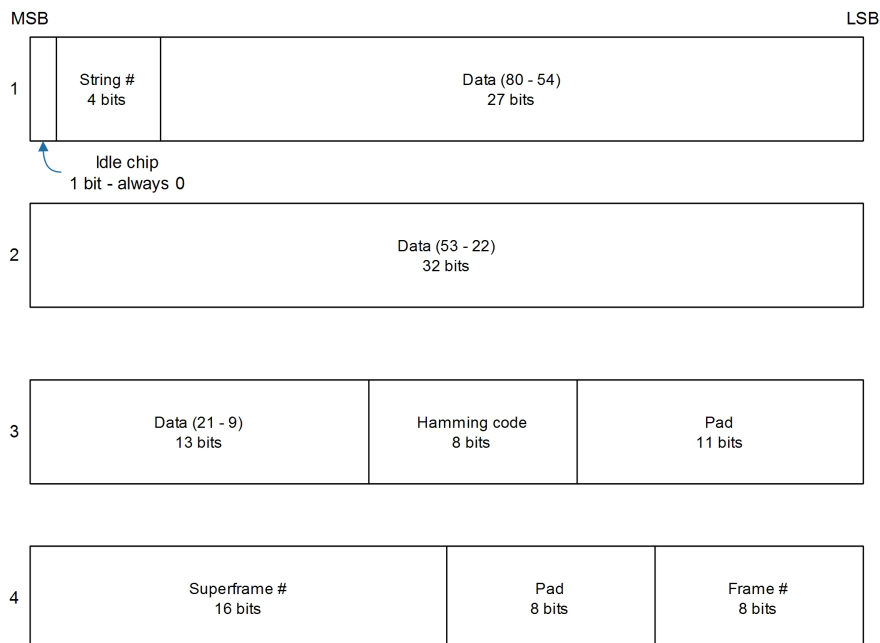 MSB
LSB
1
String #
4 bits
Data (80 - 54)
27 bits
Idle chip
1 bit - always 0
2
Data (53 - 22)
32 bits
3
Data (21 - 9)
13 bits
Hamming code
8 bits
Pad
11 bits
4
Superframe #
16 bits
Pad
8 bits
Frame #
8 bits